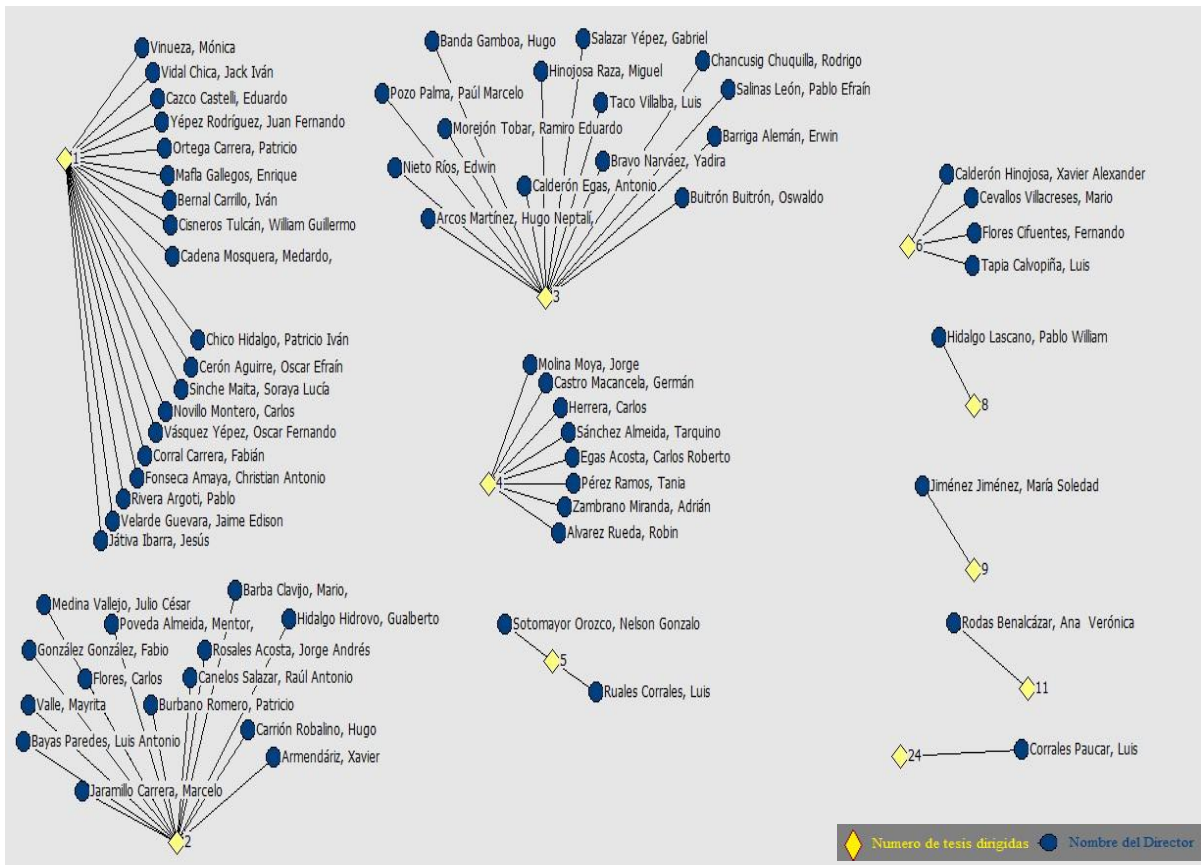 Vinueza, Mónica
Vidal Chica, Jack Iván
Cazco Castelli, Eduardo
Yépez Rodríguez, Juan Fernando
Ortega Carrera, Patricio
1
Mafla Gallegos, Enrique
Bernal Carrillo, Iván
Cisneros Tulcán, William Guillermo
Cadena Mosquera, Medardo,
Chico Hidalgo, Patricio Iván
Cerón Aguirre, Oscar Efraín
Sinche Maita, Soraya Lucía
Novillo Montero, Carlos
Vásquez Yépez, Oscar Fernando
Corral Carrera, Fabián
Fonseca Amaya, Christian Antonio
Rivera Argoti, Pablo
Velarde Guevara, Jaime Edison
Játiva Ibarra, Jesús
Banda Gamboa, Hugo
Salazar Yépez, Gabriel
Chancusig Chuquilla, Rodrigo
Hinojosa Raza, Miguel
Salinas León, Pablo Efraín
Pozo Palma, Paúl Marcelo
Taco Villalba, Luis
Morejón Tobar, Ramiro Eduardo
Barriga Alemán, Erwin
Nieto Ríos, Edwin
Bravo Narváez, Yadira
Calderón Egas, Antonio
Buitrón Buitrón, Oswaldo
Arcos Martínez, Hugo Neptalí,
3
Calderón Hinojosa, Xavier Alexander
Cevallos Villacreses, Mario
Flores Cifuentes, Fernando
6
Tapia Calvopiña, Luis
Hidalgo Lascano, Pablo William
8
Molina Moya, Jorge
Castro Macancela, Germán
Herrera, Carlos
Sánchez Almeida, Tarquino
Egas Acosta, Carlos Roberto
4
Pérez Ramos, Tania
Zambrano Miranda, Adrián
Alvarez Rueda, Robin
Jiménez Jiménez, María Soledad
9
Barba Clavijo, Mario,
Medina Vallejo, Julio César
Hidalgo Hidrovo, Gualberto
Poveda Almeida, Mentor,
González González, Fabio
Rosales Acosta, Jorge Andrés
Flores, Carlos
Canelos Salazar, Raúl Antonio
Valle, Mayrita
Burbano Romero, Patricio
Carrión Robalino, Hugo
Bayas Paredes, Luis Antonio
Armendáriz, Xavier
Jaramillo Carrera, Marcelo
2
Sotomayor Orozco, Nelson Gonzalo
5
Ruales Corrales, Luis
Rodas Benalcázar, Ana Verónica
11
Corrales Paucar, Luis
24
Numero de tesis dirigidas
Nombre del Director